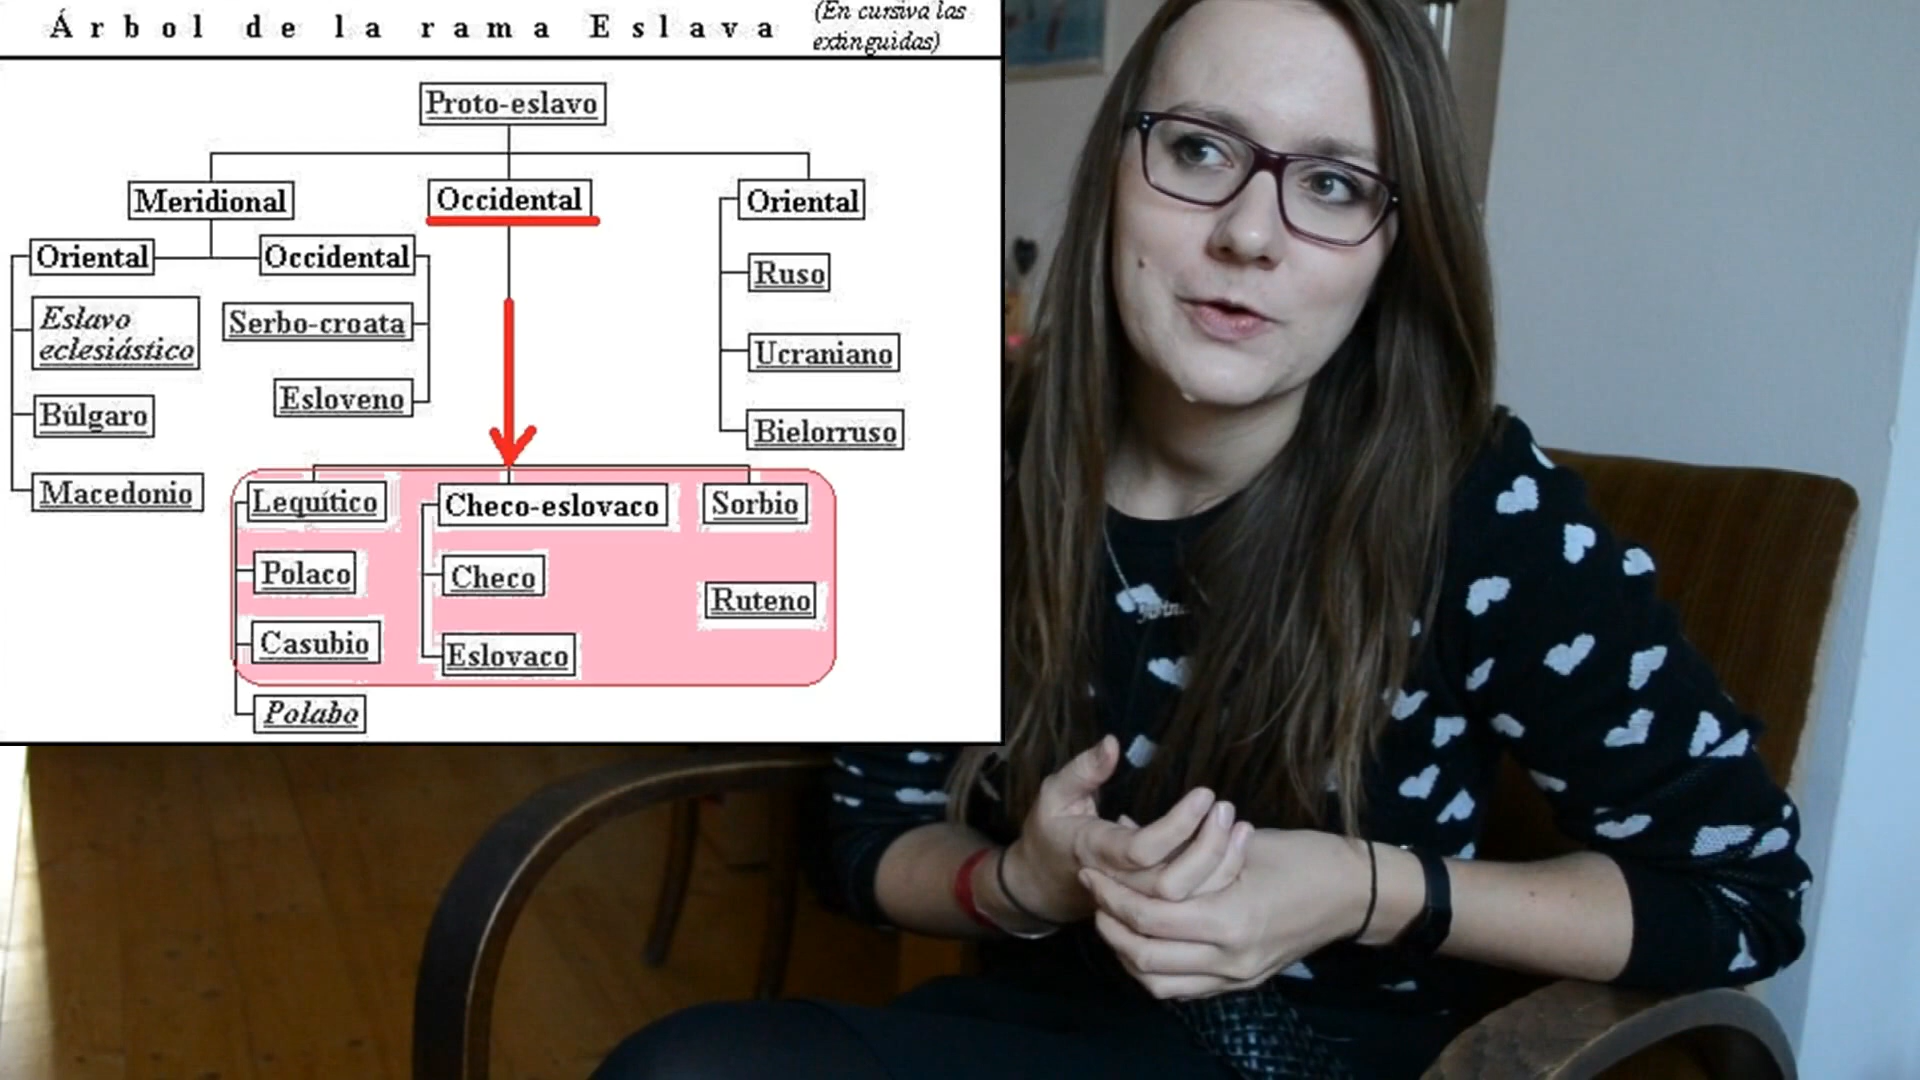 Árbol de la rama Eslava
(En cursiva las
extinguidas)
Proto-eslavo
Meridional
Occidental
Oriental
Oriental
Occidental
Eslavo
eclesiástico
Serbo-croata
Ruso
Ucraniano
Búlgaro
Esloveno
Bielorruso
Macedonio
Lequítico
Checo-eslovaco
Sorbio
Polaco
Checo
Ruteno
Casubio
Eslovaco
Polabo